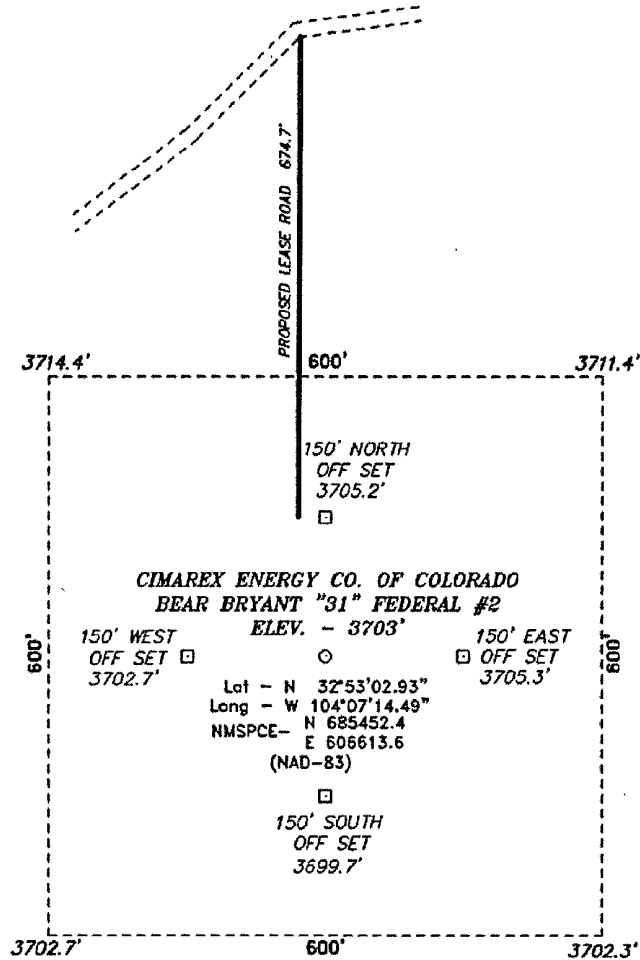 PROPOSED LEASE ROAD 674.7'
3714.4'
600'
3711.4'
150' NORTH
OFF SET
3705.2'
CIMAREX ENERGY CO. OF COLORADO
BEAR BRYANT "31" FEDERAL #2
ELEV. - 3703'
600'
150' WEST
OFF SET
3702.7'
150' EAST
OFF SET
3705.3'
600'
Lat - N 32°53'02.93"
Long - W 104°07'14.49"
NMSPCE- N 685452.4
E 606613.6
(NAD-83)
150' SOUTH
OFF SET
3699.7'
3702.7'
600'
3702.3'